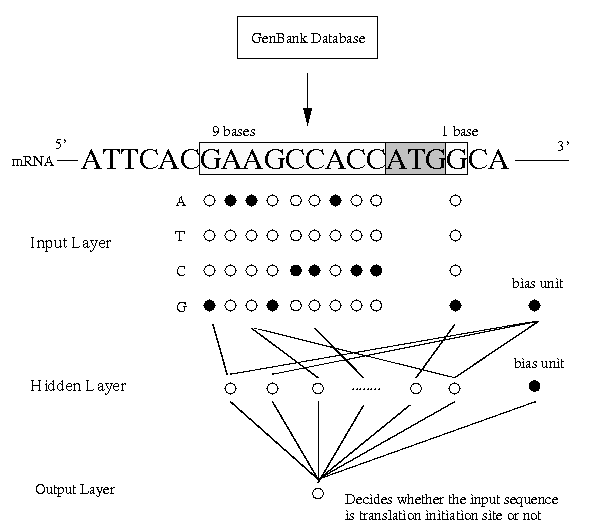 GenBank Database
9 bases 1 base
5’ 3’
mRNA ATTCACGAAGCCACCATGGCA
A
T
Input Layer
C
bias unit
G
bias unit
Hidden Layer
........
Output Layer
Decides whether the input sequence
is translation initiation site or not